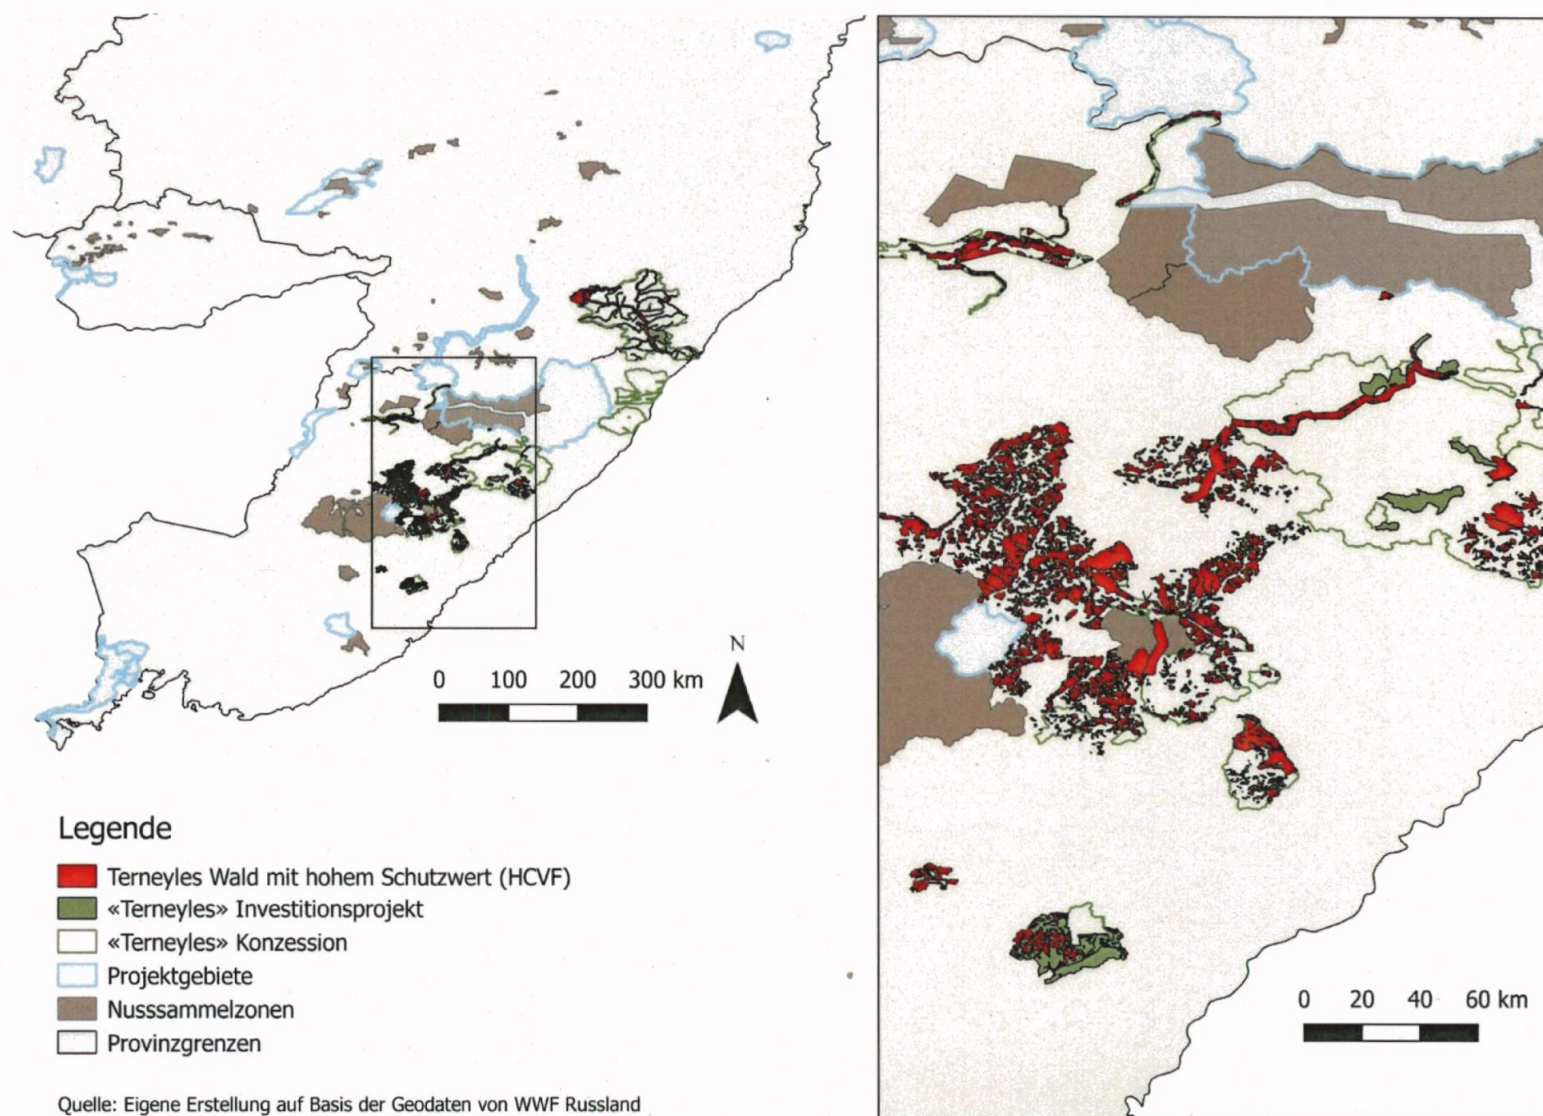 N
0 100 200 300 km
Legende
Terneyles Wald mit hohem Schutzwert (HCVF)
«Terneyles» Investitionsprojekt
«Terneyles» Konzession
Projektgebiete
Nusssammelzonen
Provinzgrenzen
Quelle: Eigene Erstellung auf Basis der Geodaten von WWF Russland
0 20 40 60 km